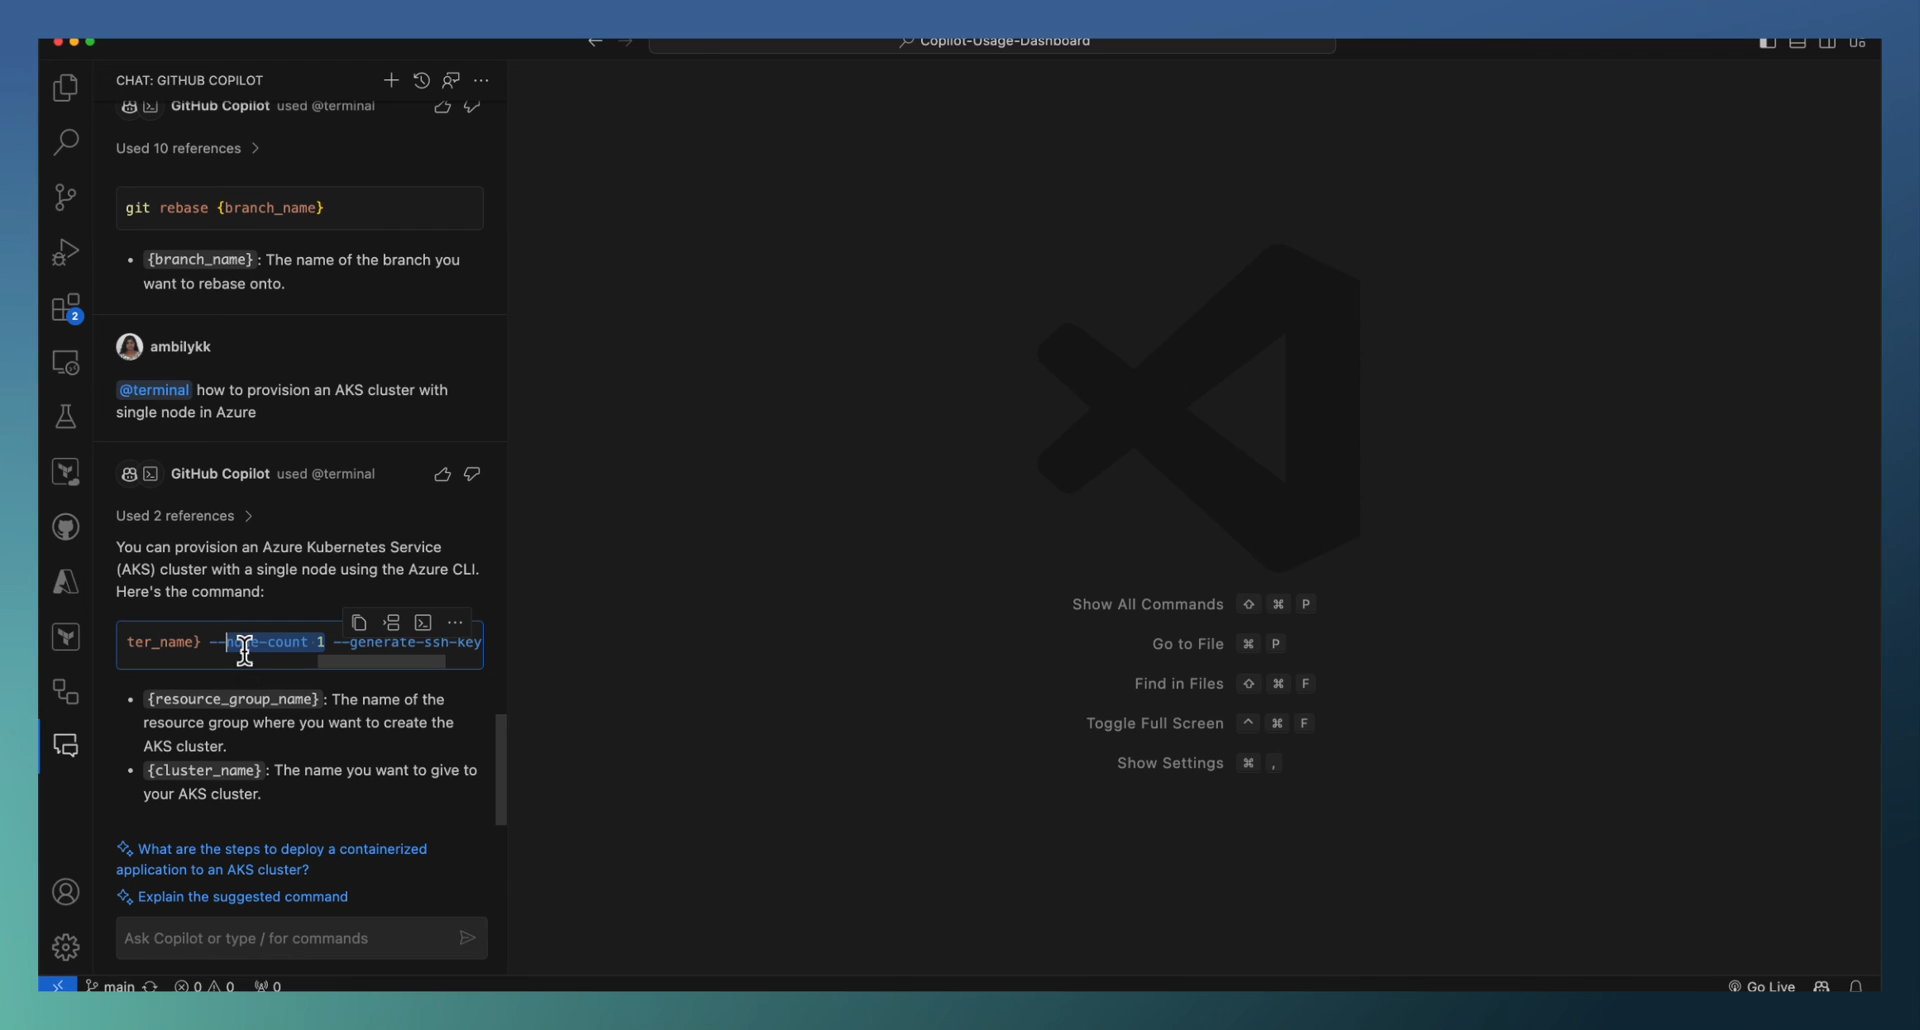 Copilot-Usage-Dashboard
CHAT: GITHUB COPILOT
GitHub Copilot used @terminal
Used 10 references
git rebase {branch_name}
• {branch_name}: The name of the branch you
want to rebase onto.
ambilykk
@terminal how to provision an AKS cluster with
single node in Azure
GitHub Copilot used @terminal
Used 2 references
You can provision an Azure Kubernetes Service
(AKS) cluster with a single node using the Azure CLI.
Here's the command:
ter_name} --node-count 1 --generate-ssh-key
• {resource_group_name}: The name of the
resource group where you want to create the
AKS cluster.
• {cluster_name}: The name you want to give to
your AKS cluster.
What are the steps to deploy a containerized
application to an AKS cluster?
Explain the suggested command
Ask Copilot or type / for commands
2
Show All Commands ⇧ ⌘ P
Go to File ⌘ P
Find in Files ⇧ ⌘ F
Toggle Full Screen ^ ⌘ F
Show Settings ⌘ ,
main 0 0 0
Go Live